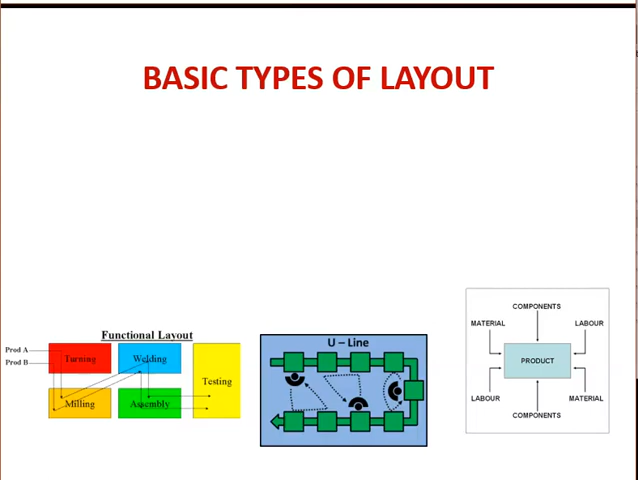 BASIC TYPES OF LAYOUT
Functional Layout
Prod A
Prod B
Turning
Welding
Testing
Milling
Assembly
U – Line
COMPONENTS
MATERIAL
LABOUR
PRODUCT
LABOUR
MATERIAL
COMPONENTS